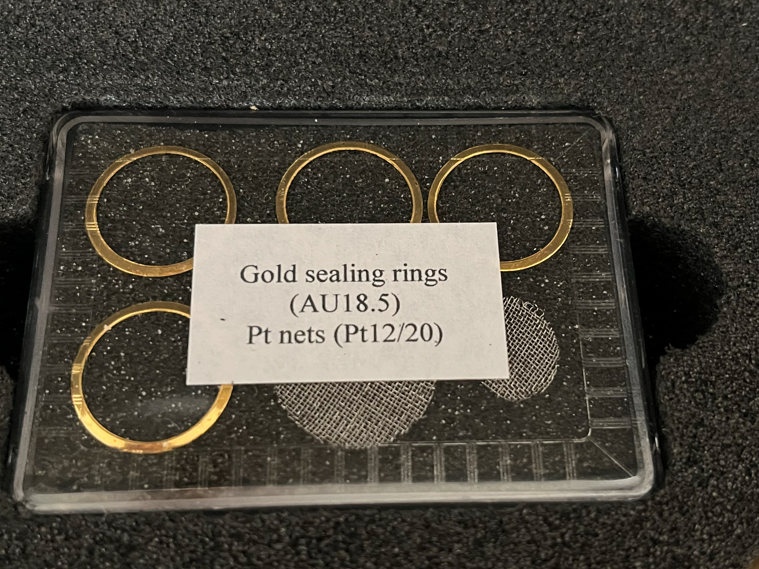 Gold sealing rings
(AU18.5)
Pt nets (Pt12/20)